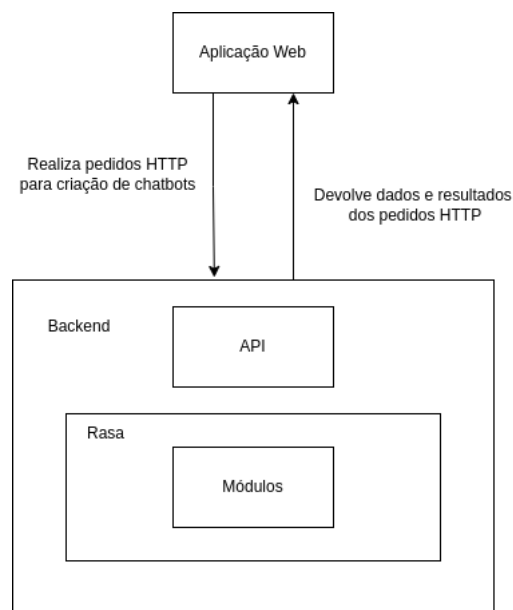 Aplicação Web
Realiza pedidos HTTP
para criação de chatbots
Devolve dados e resultados
dos pedidos HTTP
Backend
API
Rasa
Módulos